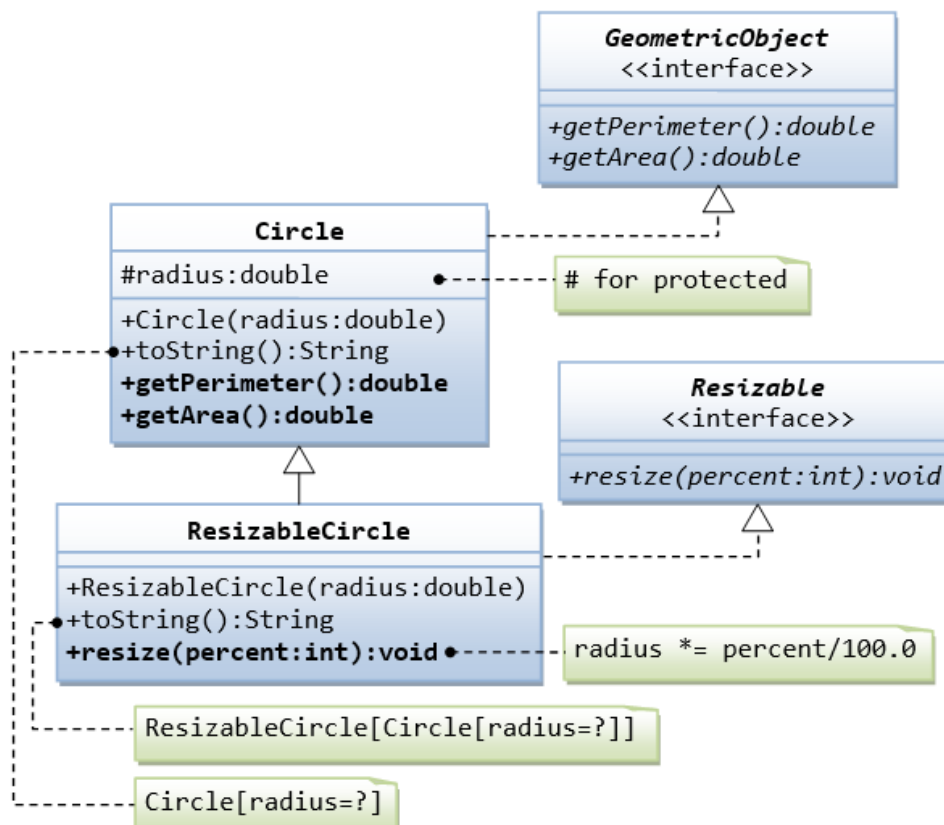 GeometricObject
<<interface>>
+getPerimeter():double
+getArea():double
Circle
#radius:double
# for protected
+Circle(radius:double)
+toString():String
+getPerimeter():double
+getArea():double
Resizable
<<interface>>
+resize(percent:int):void
ResizableCircle
+ResizableCircle(radius:double)
+toString():String
+resize(percent:int):void
radius *= percent/100.0
ResizableCircle[Circle[radius=?]]
Circle[radius=?]